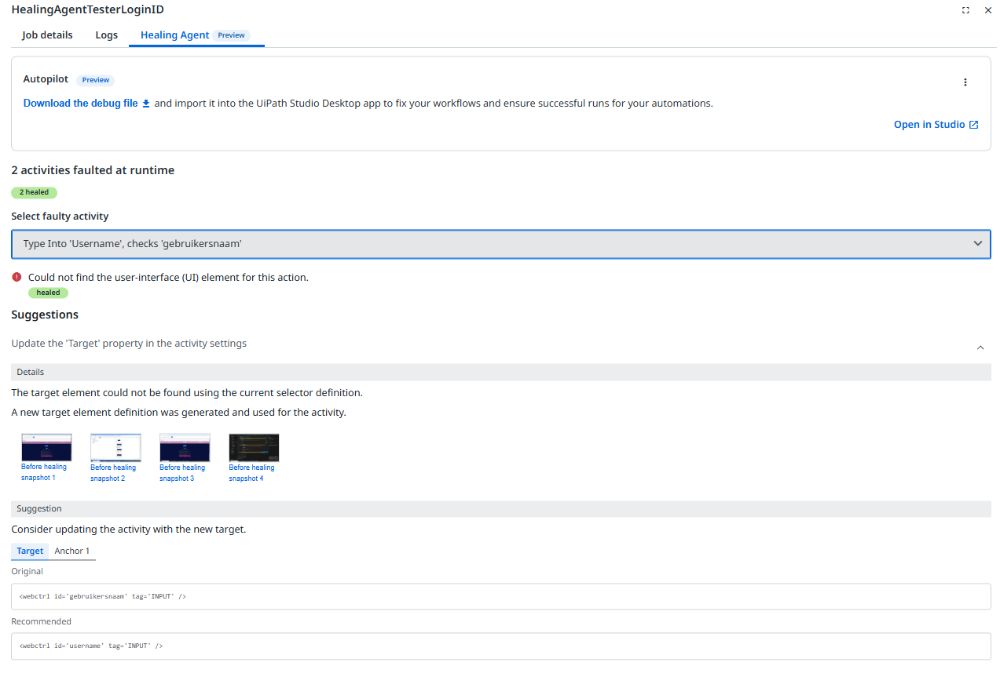 HealingAgentTesterLoginID
Job details Logs Healing Agent Preview
Autopilot Preview
Download the debug file and import it into the UiPath Studio Desktop app to fix your workflows and ensure successful runs for your automations.
Open in Studio
2 activities faulted at runtime
2 healed
Select faulty activity
Type Into 'Username', checks 'gebruikersnaam'
Could not find the user-interface (UI) element for this action.
healed
Suggestions
Update the 'Target' property in the activity settings
Details
The target element could not be found using the current selector definition.
A new target element definition was generated and used for the activity.
Before healing snapshot 1
Before healing snapshot 2
Before healing snapshot 3
Before healing snapshot 4
Suggestion
Consider updating the activity with the new target.
Target Anchor 1
Original
<webctrl id='gebruikersnaam' tag='INPUT' />
Recommended
<webctrl id='username' tag='INPUT' />